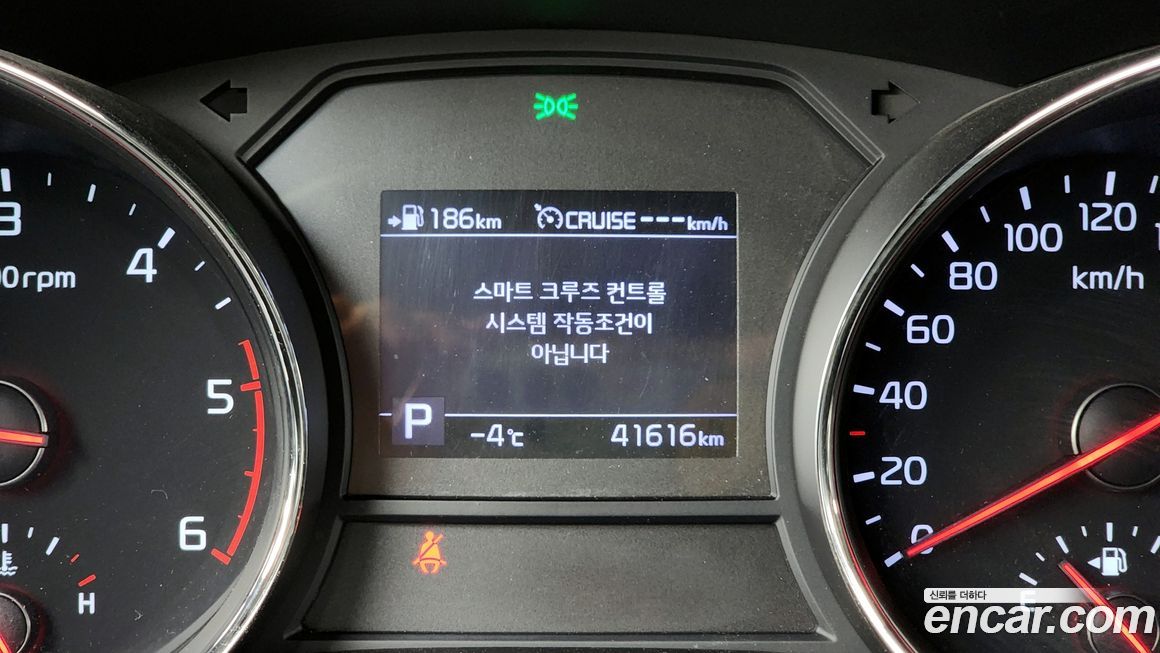 186km CRUISE ---km/h
스마트 크루즈 컨트롤
시스템 작동조건이
아닙니다
P -4℃ 41616km
3
4
5
6
rpm
H
0
20
40
60
80
100
120
km/h
E
신뢰를 더하다
encar.com